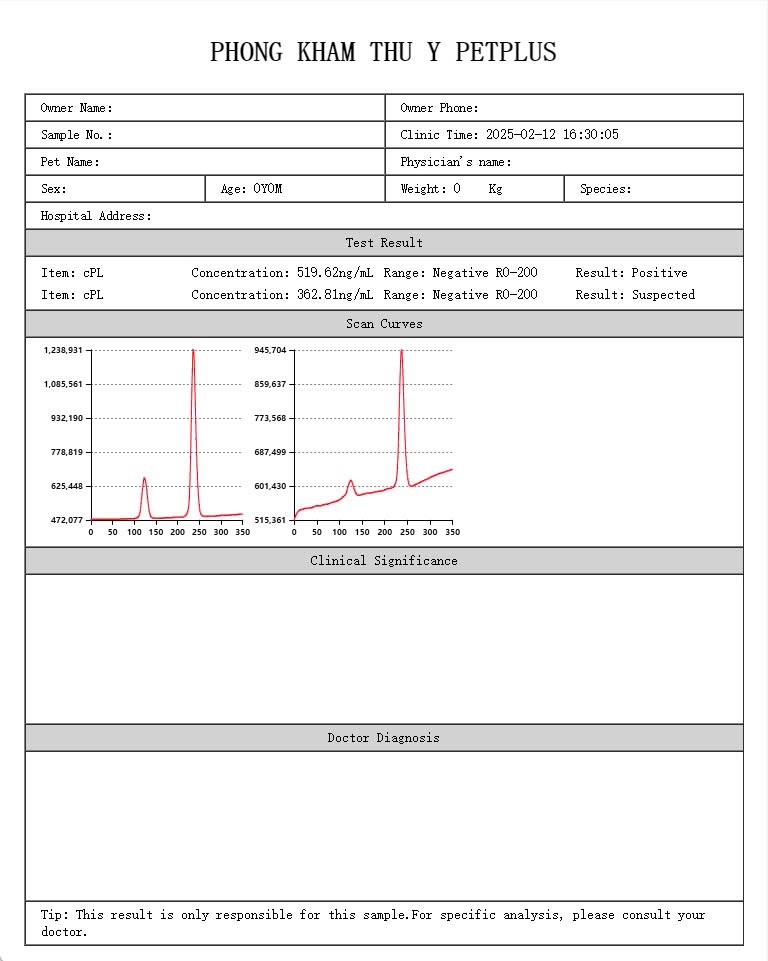 PHONG KHAM THU Y PETPLUS
Owner Name:
Owner Phone:
Sample No.:
Clinic Time: 2025-02-12 16:30:05
Pet Name:
Physician's name:
Sex:
Age: 0Y0M
Weight: 0 Kg
Species:
Hospital Address:
Test Result
Item: cPL Concentration: 519.62ng/mL Range: Negative R0-200 Result: Positive
Item: cPL Concentration: 362.81ng/mL Range: Negative R0-200 Result: Suspected
Scan Curves
1,238,931
1,085,561
932,190
778,819
625,448
472,077
0 50 100 150 200 250 300 350
945,704
859,637
773,568
687,499
601,430
515,361
0 50 100 150 200 250 300 350
Clinical Significance
Doctor Diagnosis
Tip: This result is only responsible for this sample.For specific analysis, please consult your
doctor.